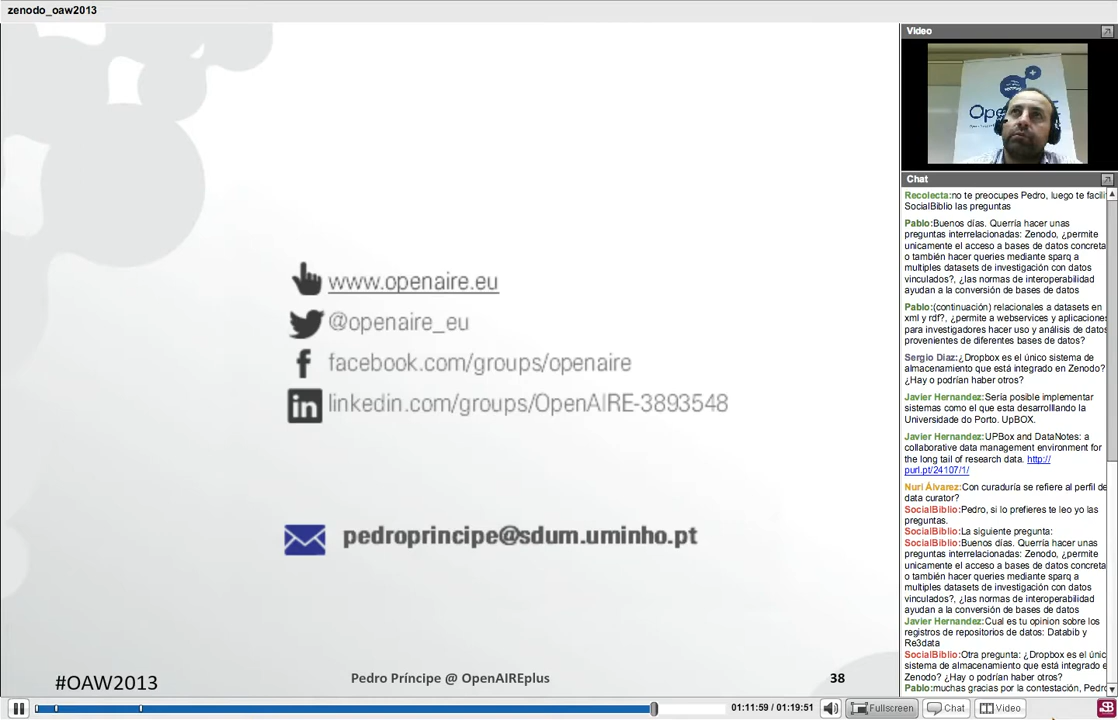 zenodo_oaw2013
Video
Chat
Recolecta:no te preocupes Pedro, luego te facili
SocialBiblio las preguntas
Pablo:Buenos días. Querría hacer unas
preguntas interrelacionadas: Zenodo, ¿permite
unicamente el acceso a bases de datos concreta
o también hacer queries mediante sparq a
multiples datasets de investigación con datos
vinculados?, ¿las normas de interoperabilidad
ayudan a la conversión de bases de datos
Pablo:(continuación) relacionales a datasets en
xml y rdf?, ¿permite a webservices y aplicaciones
para investigadores hacer uso y análisis de datos
provenientes de diferentes bases de datos?
Sergio Diaz:¿Dropbox es el único sistema de
almacenamiento que está integrado en Zenodo?
¿Hay o podrían haber otros?
Javier Hernandez:Sería posible implementar
sistemas como el que esta desarolllando la
Universidade do Porto. UpBOX.
Javier Hernandez:UPBox and DataNotes: a
collaborative data management environment for
the long tail of research data. http://
purl.pt/24107/1/
Nuri Álvarez:Con curaduría se refiere al perfil de
data curator?
SocialBiblio:Pedro, si lo prefieres te leo yo las
preguntas.
SocialBiblio:La siguiente pregunta:
SocialBiblio:Buenos días. Querría hacer unas
preguntas interrelacionadas: Zenodo, ¿permite
unicamente el acceso a bases de datos concreta
o también hacer queries mediante sparq a
multiples datasets de investigación con datos
vinculados?, ¿las normas de interoperabilidad
ayudan a la conversión de bases de datos
Javier Hernandez:Cual es tu opinion sobre los
registros de repositorios de datos: Databib y
Re3data
SocialBiblio:Otra pregunta: ¿Dropbox es el únic
sistema de almacenamiento que está integrado e
Zenodo? ¿Hay o podrían haber otros?
Pablo:muchas gracias por la contestación, Pedro
www.openaire.eu
@openaire_eu
facebook.com/groups/openaire
linkedin.com/groups/OpenAIRE-3893548
pedroprincipe@sdum.uminho.pt
#OAW2013
Pedro Príncipe @ OpenAIREplus
38
01:11:59 / 01:19:51
Fullscreen
Chat
Video